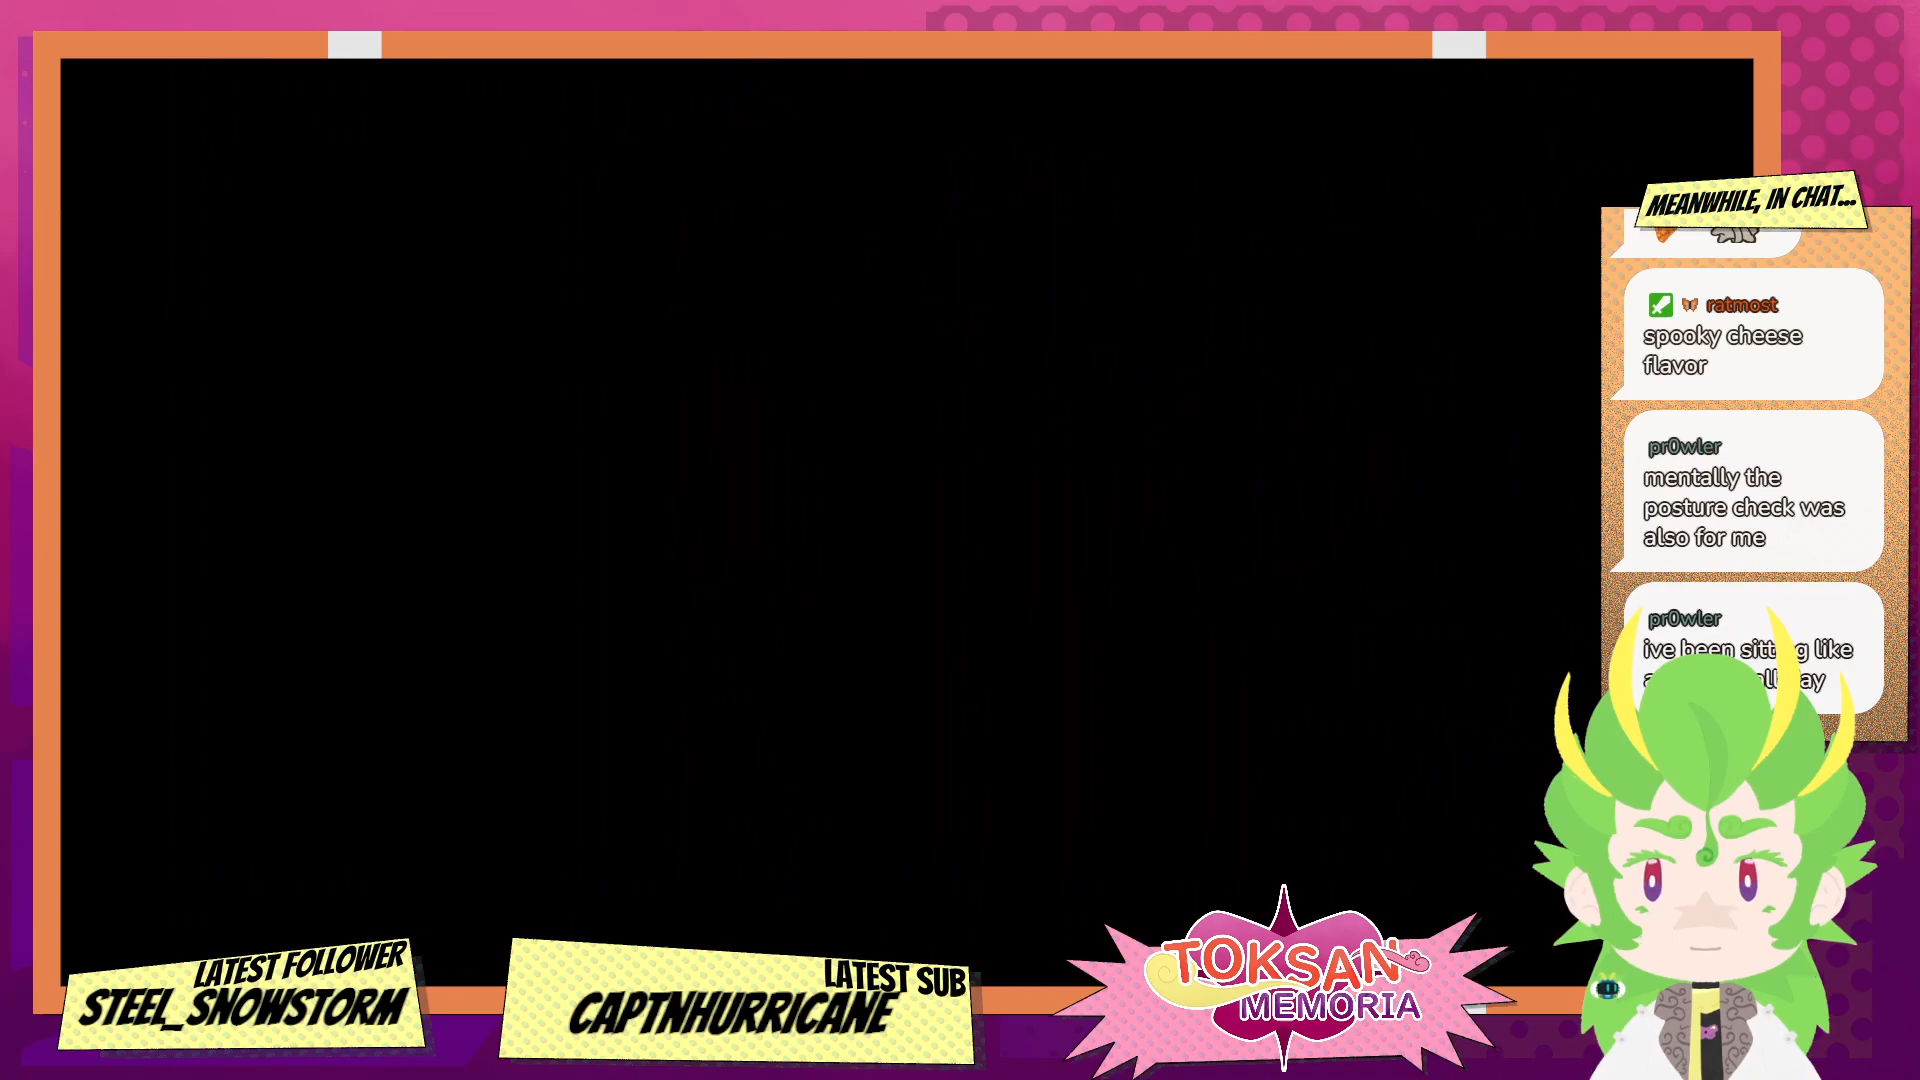 MEANWHILE, IN CHAT...
ratmost
spooky cheese
flavor
pr0wler
mentally the
posture check was
also for me
pr0wler
ive been sitting like
LATEST FOLLOWER
STEEL_SNOWSTORM
LATEST SUB
CAPTNHURRICANE
TOKSAN
MEMORIA